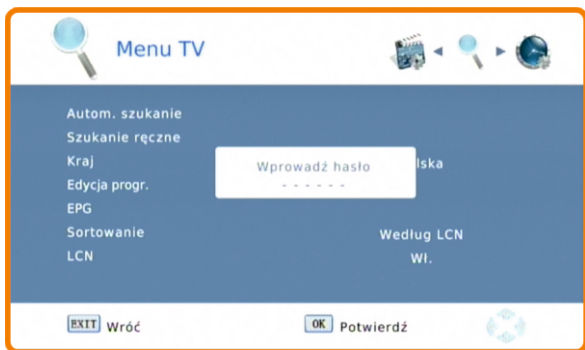 Menu TV
Autom. szukanie
Szukanie ręczne
Kraj
Wprowadź hasło
- - - - - -
lska
Edycja progr.
EPG
Sortowanie
Według LCN
LCN
Wł.
EXIT Wróć
OK Potwierdź